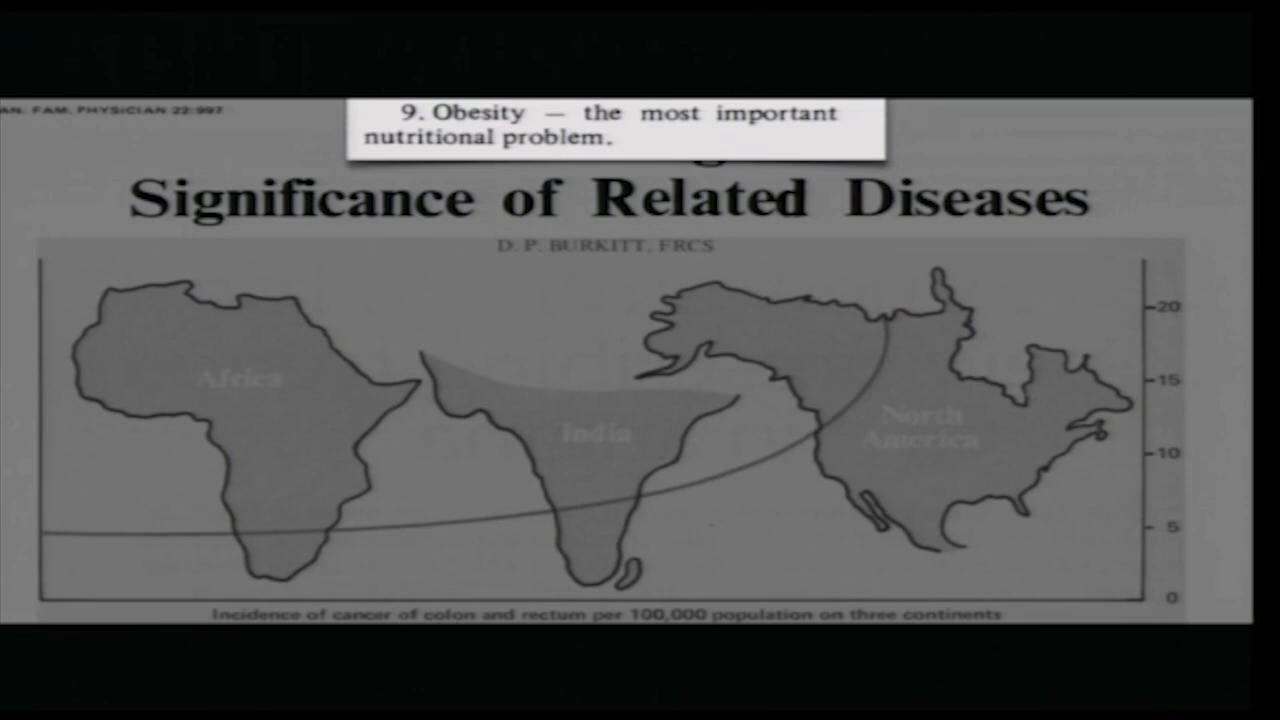 AN. FAM. PHYSICIAN 22:997
9. Obesity — the most important
nutritional problem.
Significance of Related Diseases
D. P. BURKITT, FRCS
20
15
10
5
0
Africa
India
North
America
Incidence of cancer of colon and rectum per 100,000 population on three continents